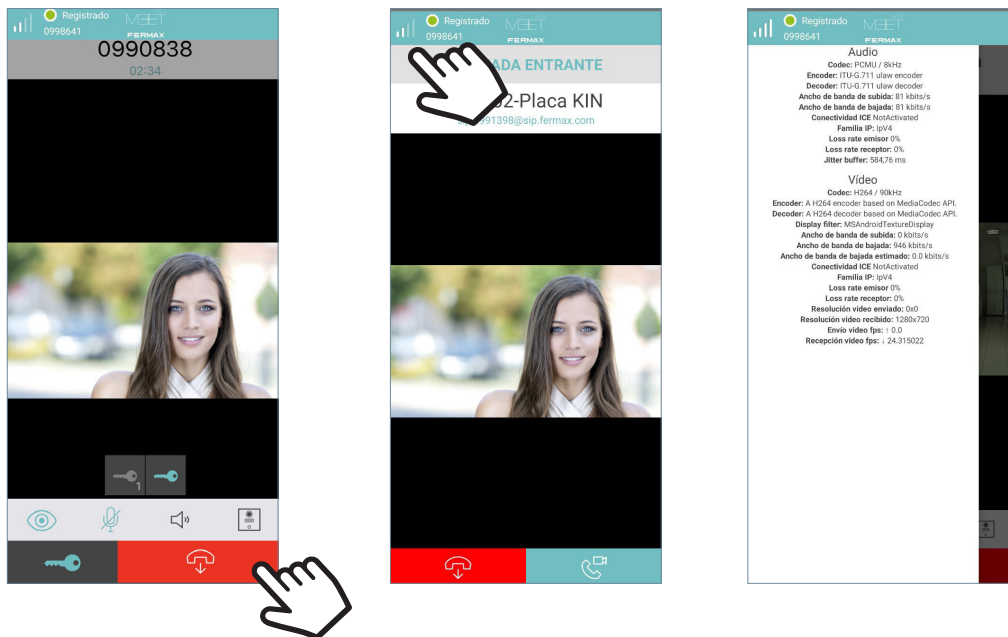 Registrado
0998641
MEET
FERMAX
0990838
02:34
1
Registrado
0998641
MEET
FERMAX
ADA ENTRANTE
2-Placa KIN
991398@sip.fermax.com
Registrado
0998641
MEET
FERMAX
Audio
Codec: PCMU / 8kHz
Encoder: ITU-G.711 ulaw encoder
Decoder: ITU-G.711 ulaw decoder
Ancho de banda de subida: 81 kbits/s
Ancho de banda de bajada: 81 kbits/s
Conectividad ICE NotActivated
Familia IP: IpV4
Loss rate emisor 0%
Loss rate receptor: 0%
Jitter buffer: 584,76 ms
Vídeo
Codec: H264 / 90kHz
Encoder: A H264 encoder based on MediaCodec API.
Decoder: A H264 decoder based on MediaCodec API.
Display filter: MSAndroidTextureDisplay
Ancho de banda de subida: 0 kbits/s
Ancho de banda de bajada: 946 kbits/s
Ancho de banda de bajada estimado: 0.0 kbits/s
Conectividad ICE NotActivated
Familia IP: IpV4
Loss rate emisor 0%
Loss rate receptor: 0%
Resolución video enviado: 0x0
Resolución video recibido: 1280x720
Envío video fps: ↑ 0.0
Recepción video fps: ↓ 24.315022